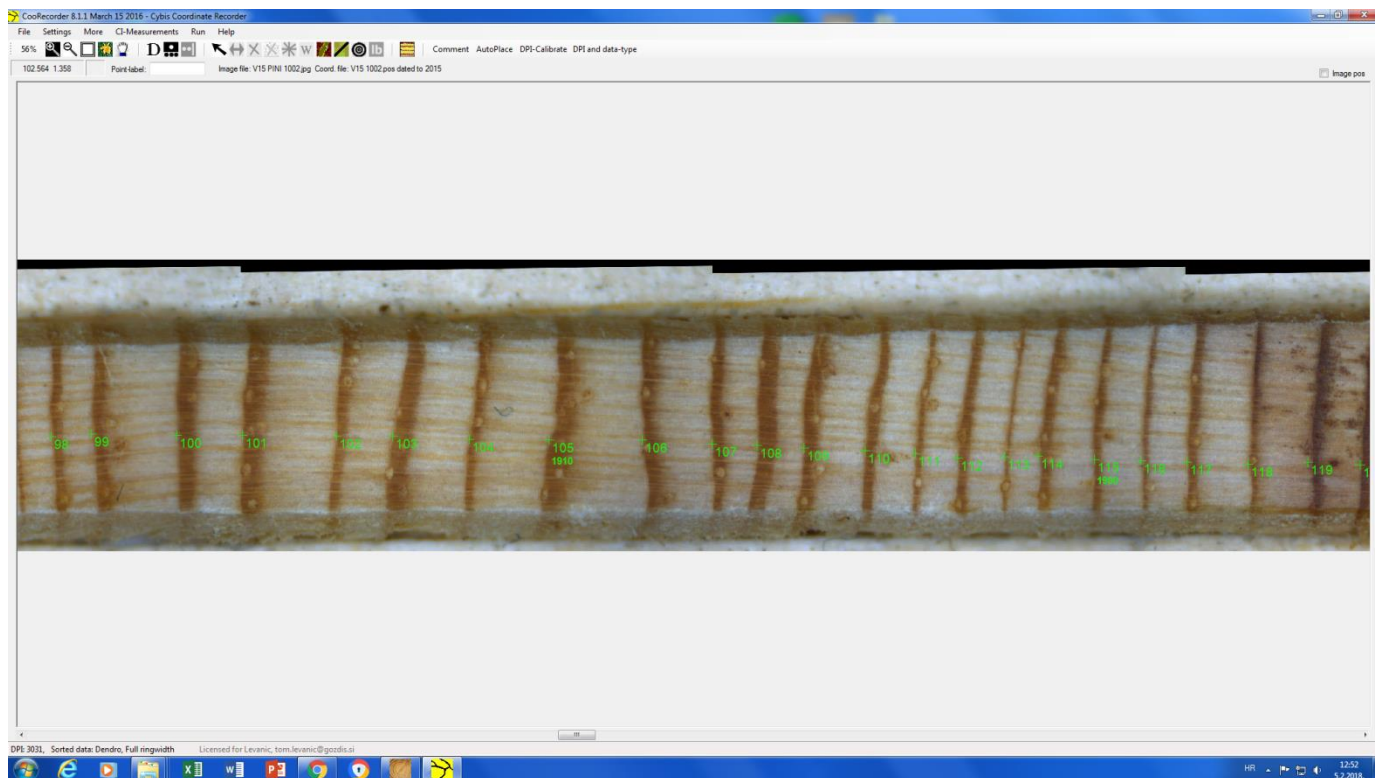 CooRecorder 8.1.1 March 15 2016 - Cybis Coordinate Recorder
File Settings More CI-Measurements Run Help
56% D W Comment AutoPlace DPI-Calibrate DPI and data-type
102.564 1.358 Point-label: Image file: V15 PINI 1002.jpg Coord. file: V15 1002.pos dated to 2015 Image pos
98 99 100 101 102 103 104 105 106 107 108 109 110 111 112 113 114 115 116 117 118 119
1910 1900
DPI: 3031, Sorted data: Dendro, Full ringwidth Licensed for Levanic, tom.levanic@gozdis.si
HR 12:52
5.2.2018